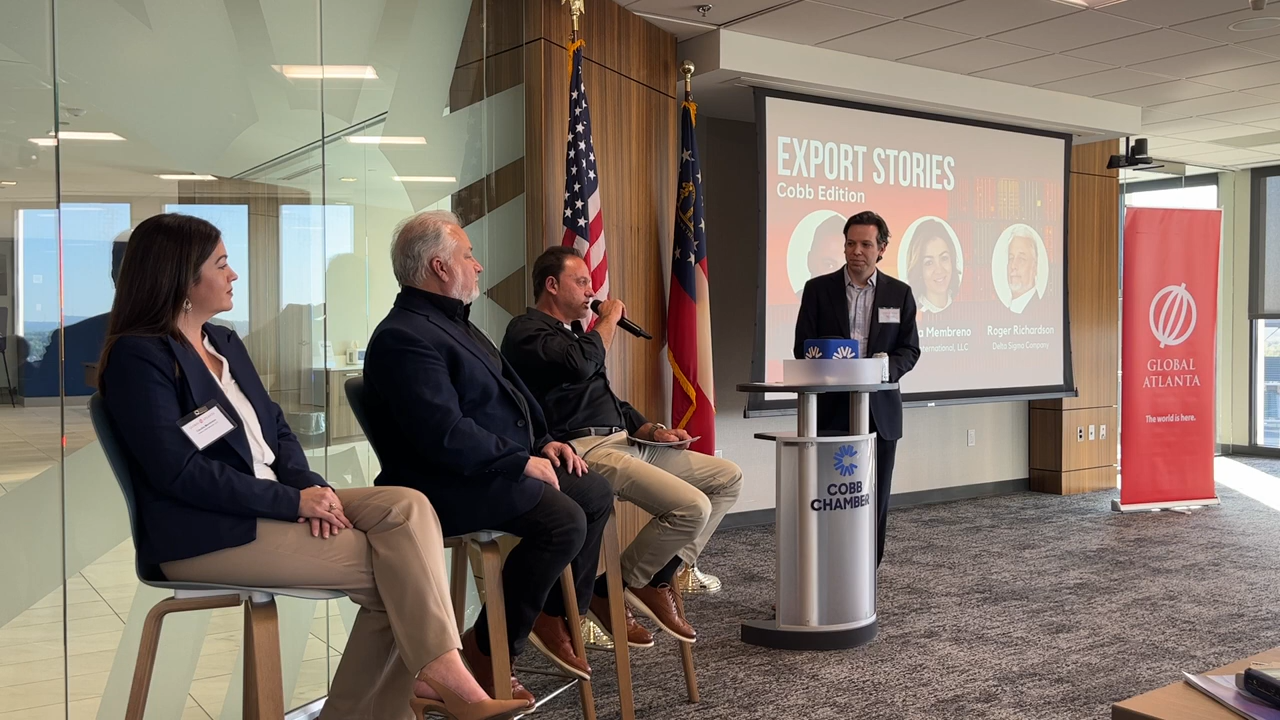 EXPORT STORIES
Cobb Edition
Membreno
Roger Richardson
International, LLC
Delta Sigma Company
COBB
CHAMBER
GLOBAL
ATLANTA
The world is here.